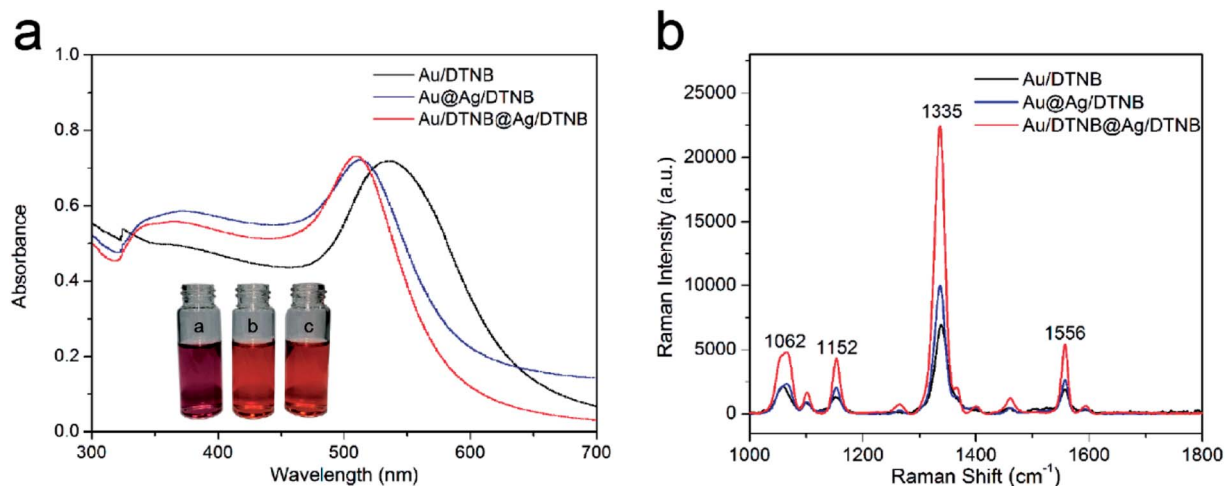 a
1.0
0.8
0.6
0.4
0.2
0.0
Absorbance
Au/DTNB
Au@Ag/DTNB
Au/DTNB@Ag/DTNB
a b c
300 400 500 600 700
Wavelength (nm)
b
25000
20000
15000
10000
5000
0
Raman Intensity (a.u.)
Au/DTNB
Au@Ag/DTNB
Au/DTNB@Ag/DTNB
1335
1062
1152
1556
1000 1200 1400 1600 1800
Raman Shift (cm⁻¹)